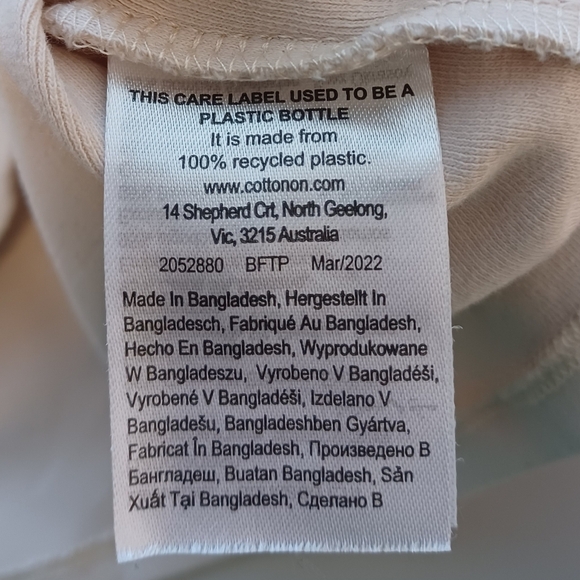 THIS CARE LABEL USED TO BE A
PLASTIC BOTTLE
It is made from
100% recycled plastic.
www.cottonon.com
14 Shepherd Crt, North Geelong,
Vic, 3215 Australia
2052880 BFTP Mar/2022
Made In Bangladesh, Hergestellt In
Bangladesch, Fabriqué Au Bangladesh,
Hecho En Bangladesh, Wyprodukowane
W Bangladeszu, Vyrobeno V Bangladéši,
Vyrobené V Bangladéši, Izdelano V
Bangladešu, Bangladeshben Gyártva,
Fabricat În Bangladesh, Произведено В
Бангладеш, Buatan Bangladesh, Sản
Xuất Tại Bangladesh, Сделано В